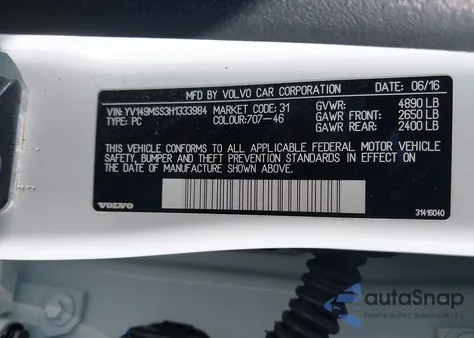 MFD BY VOLVO CAR CORPORATION DATE 06/16
VIN: YV149MSS3H1333984 MARKET CODE: 31 GVWR: 4890 LB
TYPE: PC COLOUR:707-46 GAWR FRONT: 2650 LB
GAWR REAR: 2400 LB
THIS VEHICLE CONFORMS TO ALL APPLICABLE FEDERAL MOTOR VEHICLE
SAFETY, BUMPER AND THEFT PREVENTION STANDARDS IN EFFECT ON
THE DATE OF MANUFACTURE SHOWN ABOVE.
31416040
VOLVO
autoSnap